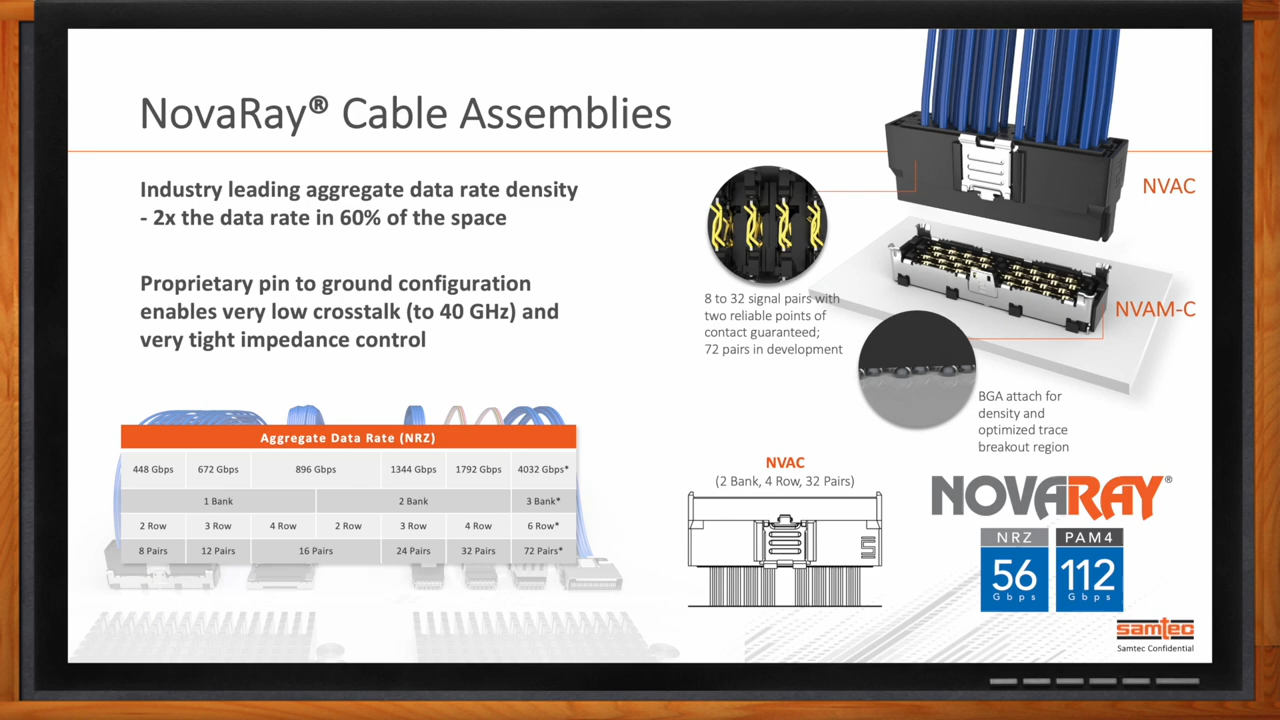 NovaRay® Cable Assemblies
Industry leading aggregate data rate density
- 2x the data rate in 60% of the space
Proprietary pin to ground configuration
enables very low crosstalk (to 40 GHz) and
very tight impedance control
NVAC
NVAM-C
8 to 32 signal pairs with
two reliable points of
contact guaranteed;
72 pairs in development
BGA attach for
density and
optimized trace
breakout region
Aggregate Data Rate (NRZ)
448 Gbps 672 Gbps 896 Gbps 1344 Gbps 1792 Gbps 4032 Gbps*
1 Bank 2 Bank 3 Bank*
2 Row 3 Row 4 Row 2 Row 3 Row 4 Row 6 Row*
8 Pairs 12 Pairs 16 Pairs 24 Pairs 32 Pairs 72 Pairs*
NVAC
(2 Bank, 4 Row, 32 Pairs)
NOVARAY®
NRZ PAM4
56 112
Gbps Gbps
samtec
Samtec Confidential